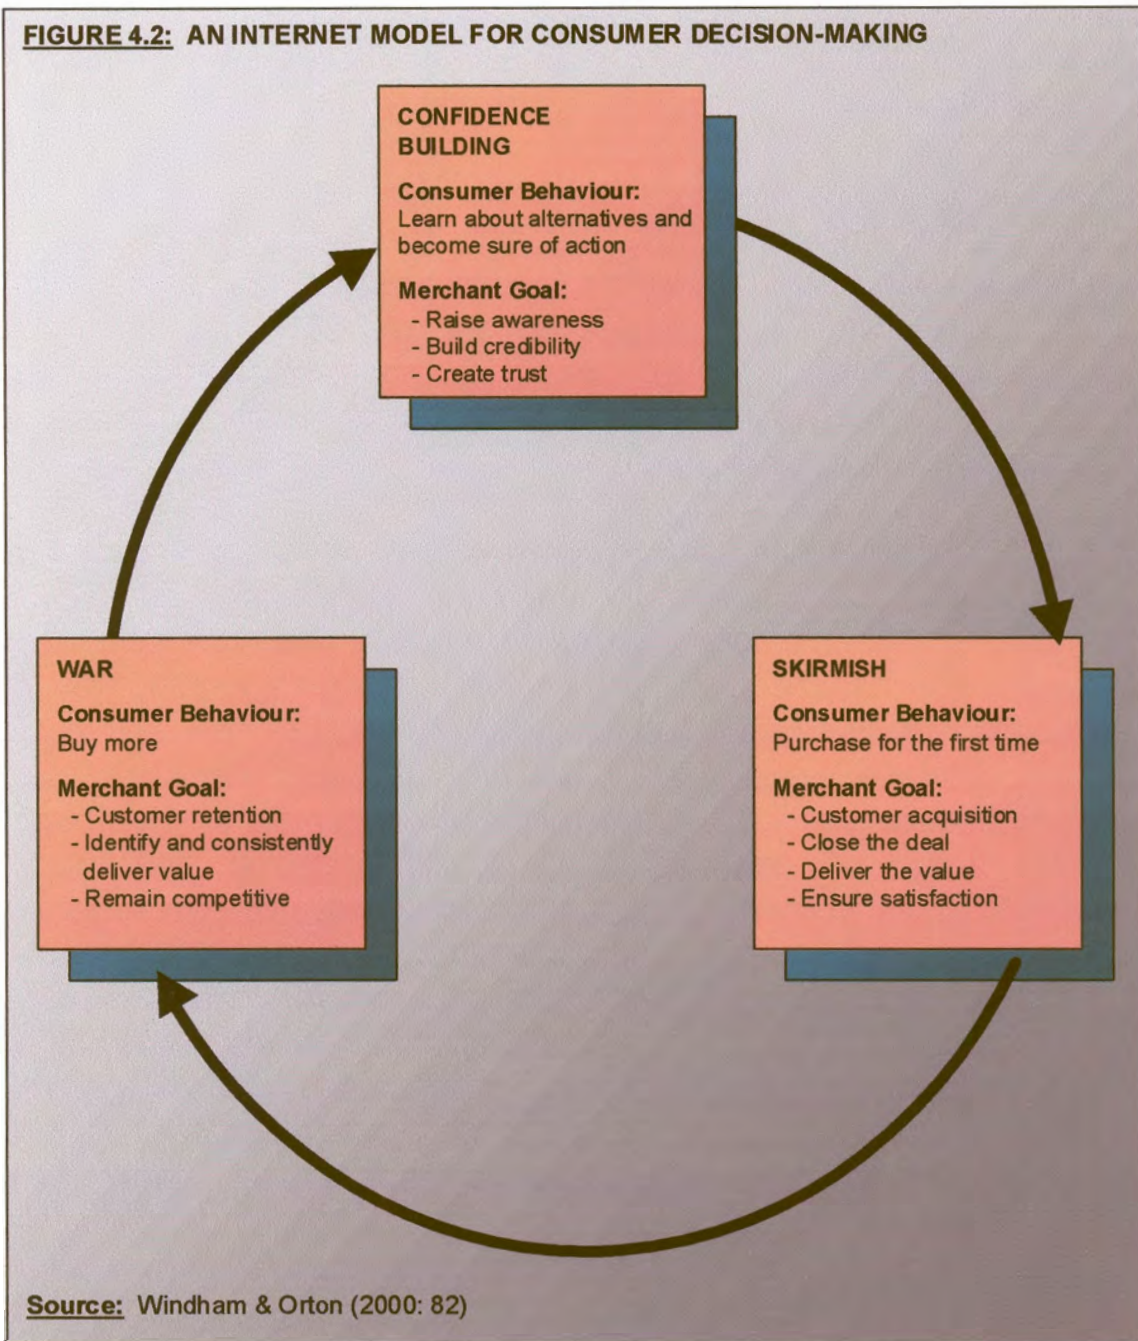 FIGURE 4.2: AN INTERNET MODEL FOR CONSUMER DECISION-MAKING
CONFIDENCE
BUILDING
Consumer Behaviour:
Learn about alternatives and
become sure of action
Merchant Goal:
- Raise awareness
- Build credibility
- Create trust
WAR
Consumer Behaviour:
Buy more
Merchant Goal:
- Customer retention
- Identify and consistently
deliver value
- Remain competitive
SKIRMISH
Consumer Behaviour:
Purchase for the first time
Merchant Goal:
- Customer acquisition
- Close the deal
- Deliver the value
- Ensure satisfaction
Source: Windham & Orton (2000: 82)